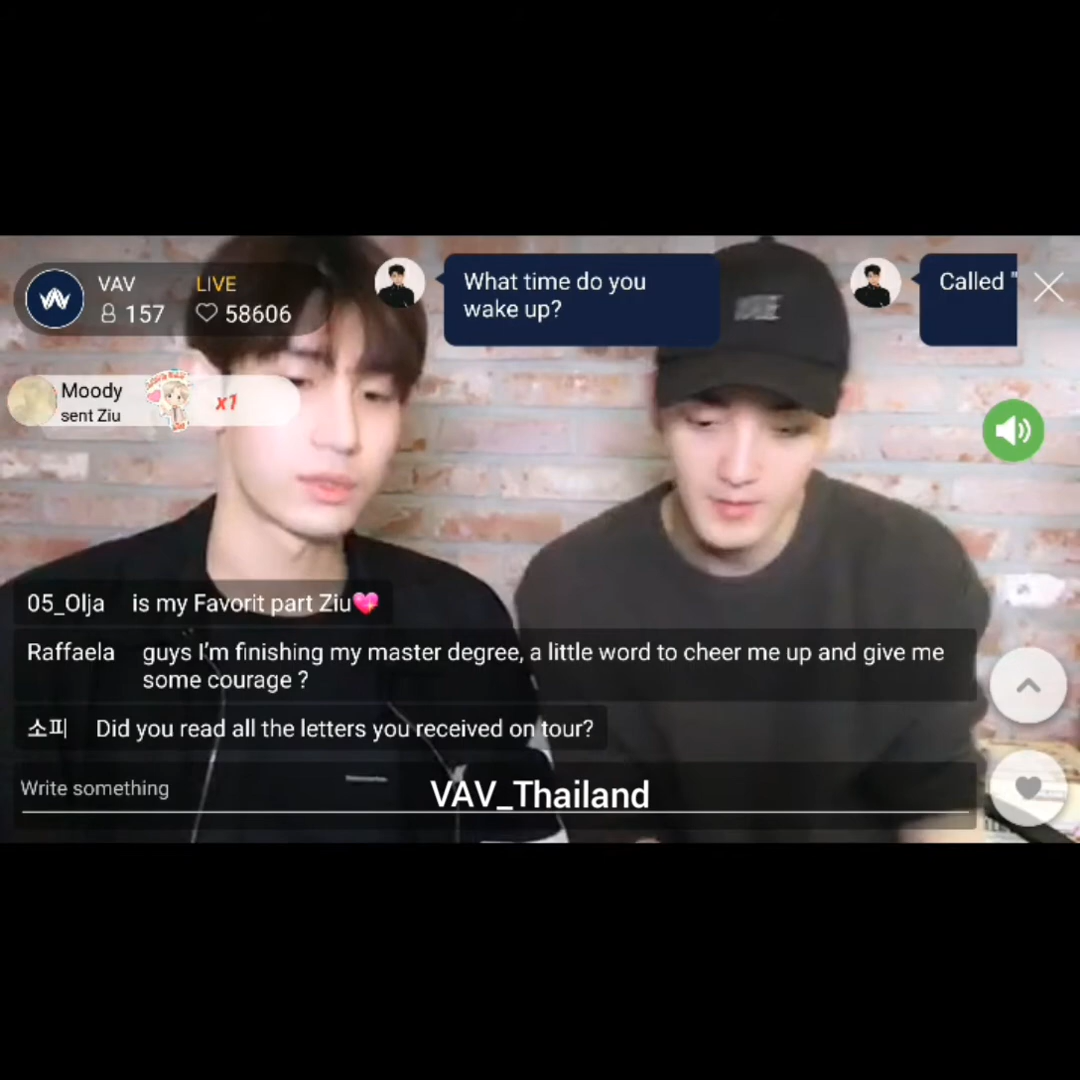 VAV LIVE
157 58606
What time do you
wake up?
Called "
Moody
sent Ziu
x1
05_Olja is my Favorit part Ziu💖
Raffaela guys I'm finishing my master degree, a little word to cheer me up and give me
some courage ?
소피 Did you read all the letters you received on tour?
Write something
VAV_Thailand